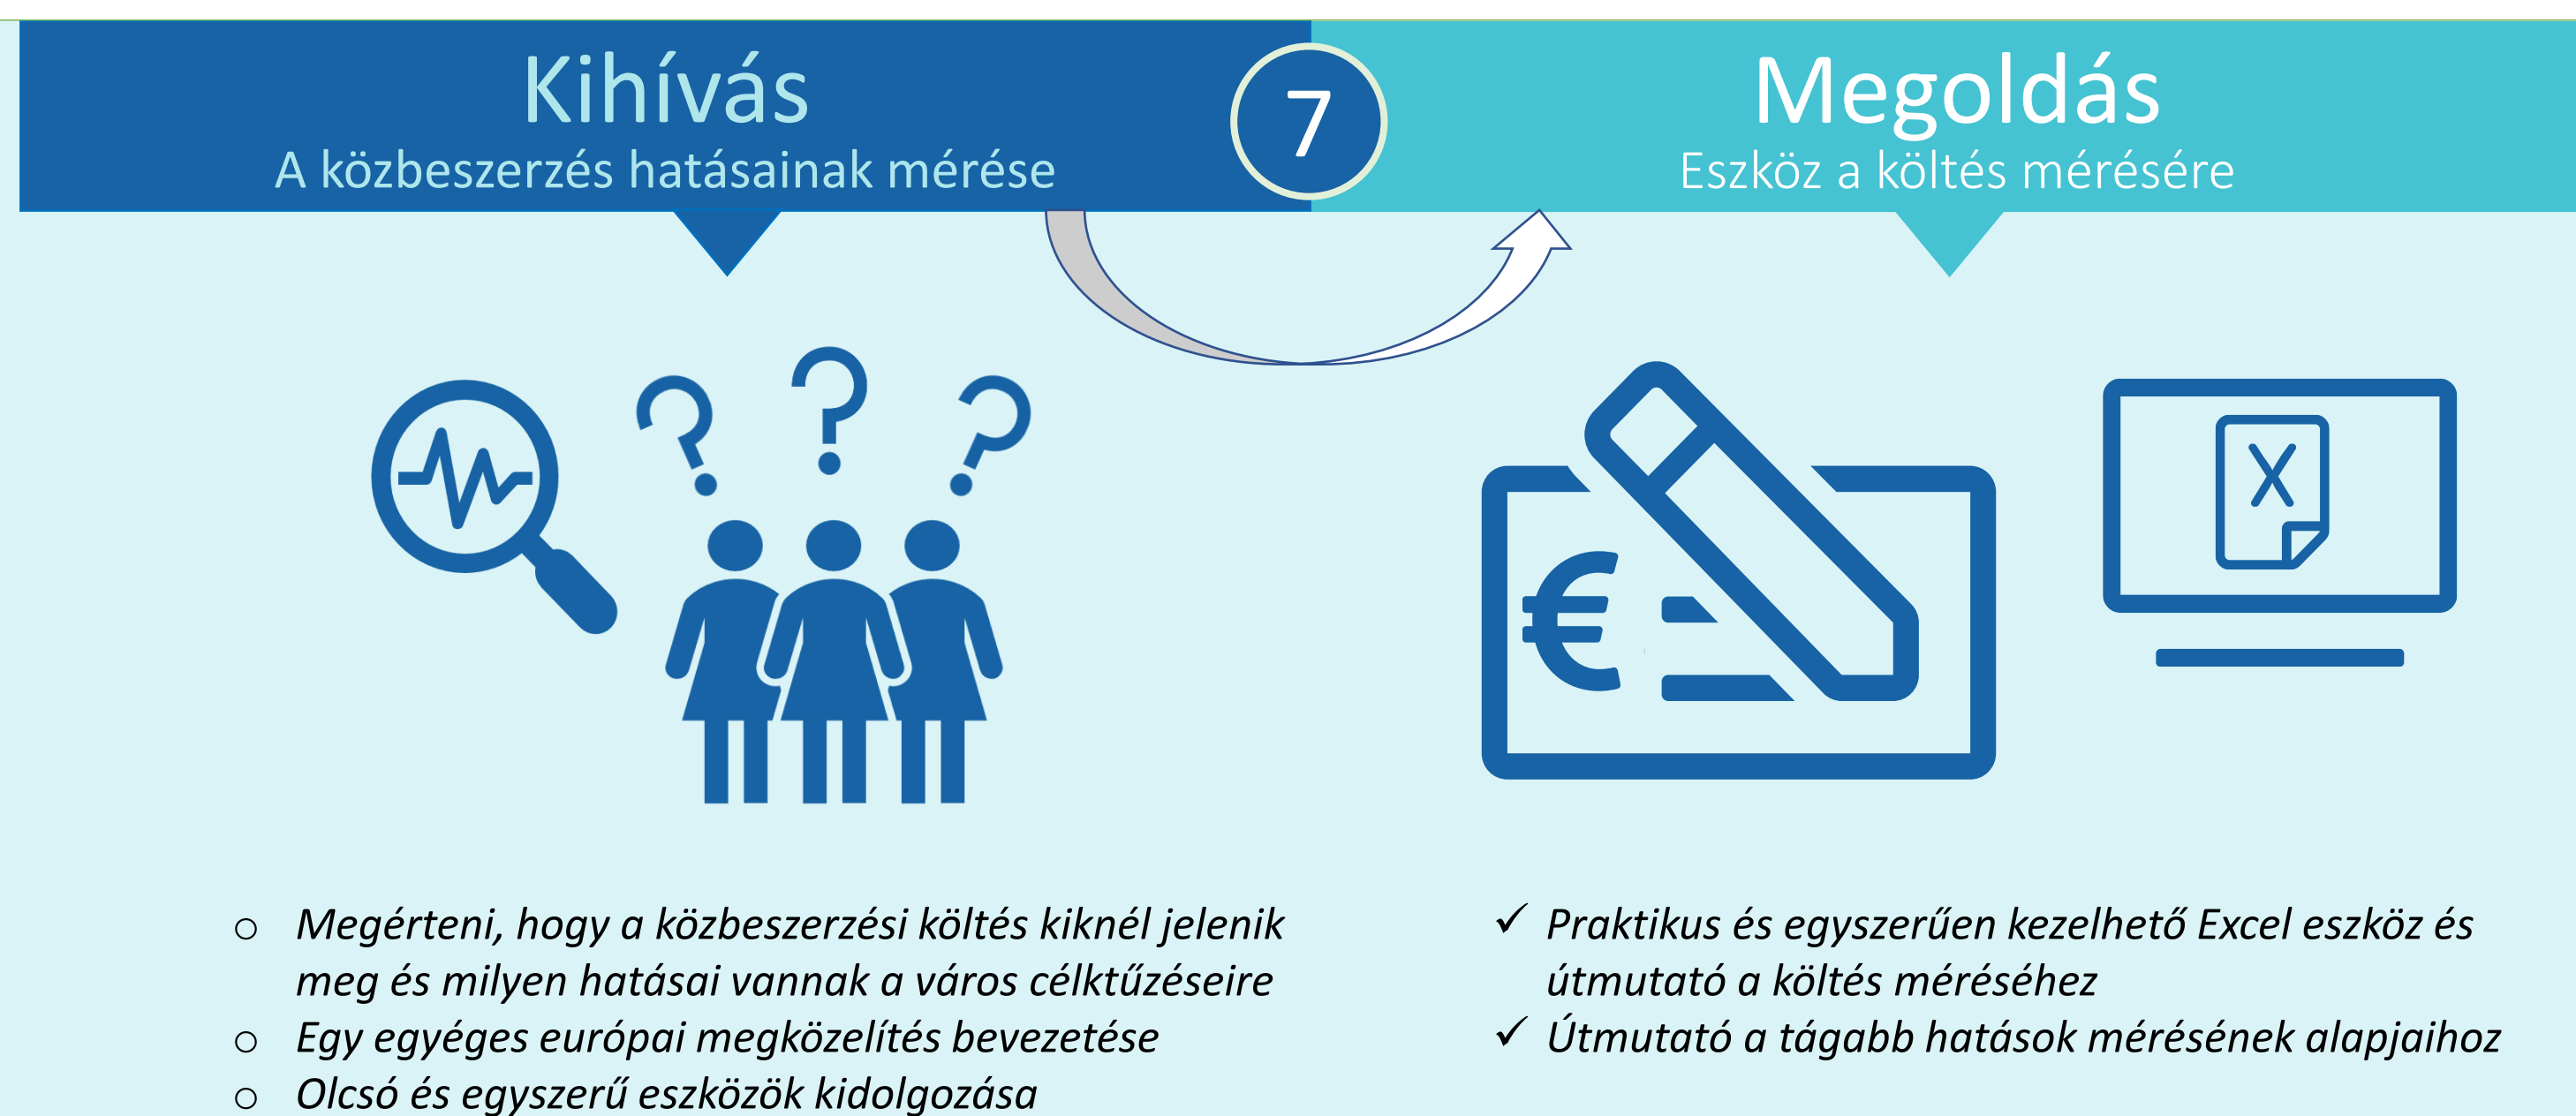 Kihívás
A közbeszerzés hatásainak mérése
7
Megoldás
Eszköz a költés mérésére
X
€
o Megérteni, hogy a közbeszerzési költés kiknél jelenik
meg és milyen hatásai vannak a város célktűzéseire
o Egy egyéges európai megközelítés bevezetése
o Olcsó és egyszerű eszközök kidolgozása
✓ Praktikus és egyszerűen kezelhető Excel eszköz és
útmutató a költés méréséhez
✓ Útmutató a tágabb hatások mérésének alapjaihoz